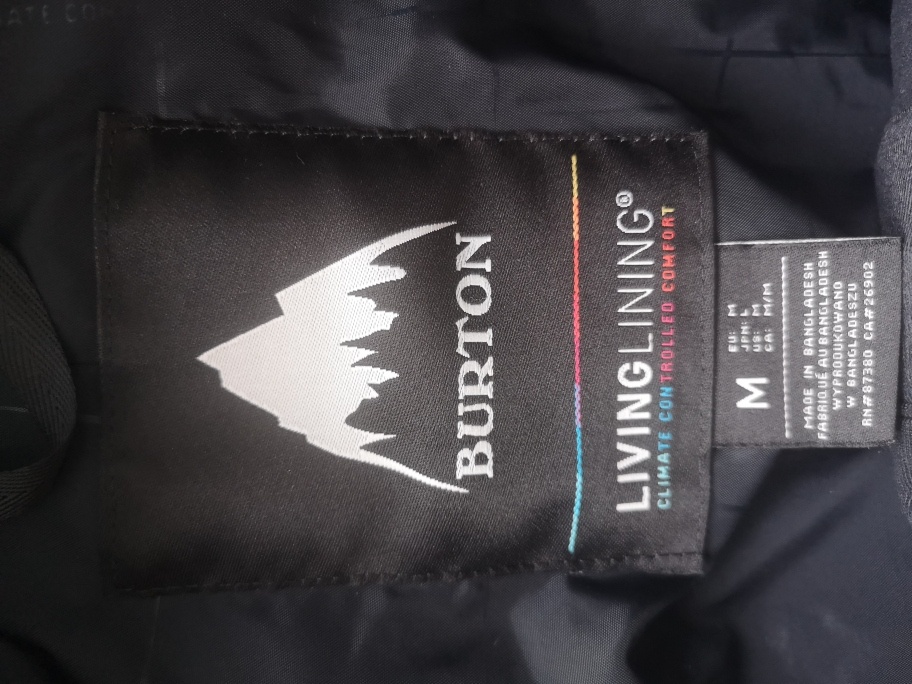 BURTON
LIVINGLINING®
CLIMATE CONTROLLED COMFORT
M
EU: M
JPN: L
US: M
CA: M/M
MADE IN BANGLADESH
FABRIQUÉ AU BANGLADESH
WYPRODUKOWANO
W BANGLADESZU
RN#87380 CA#26902